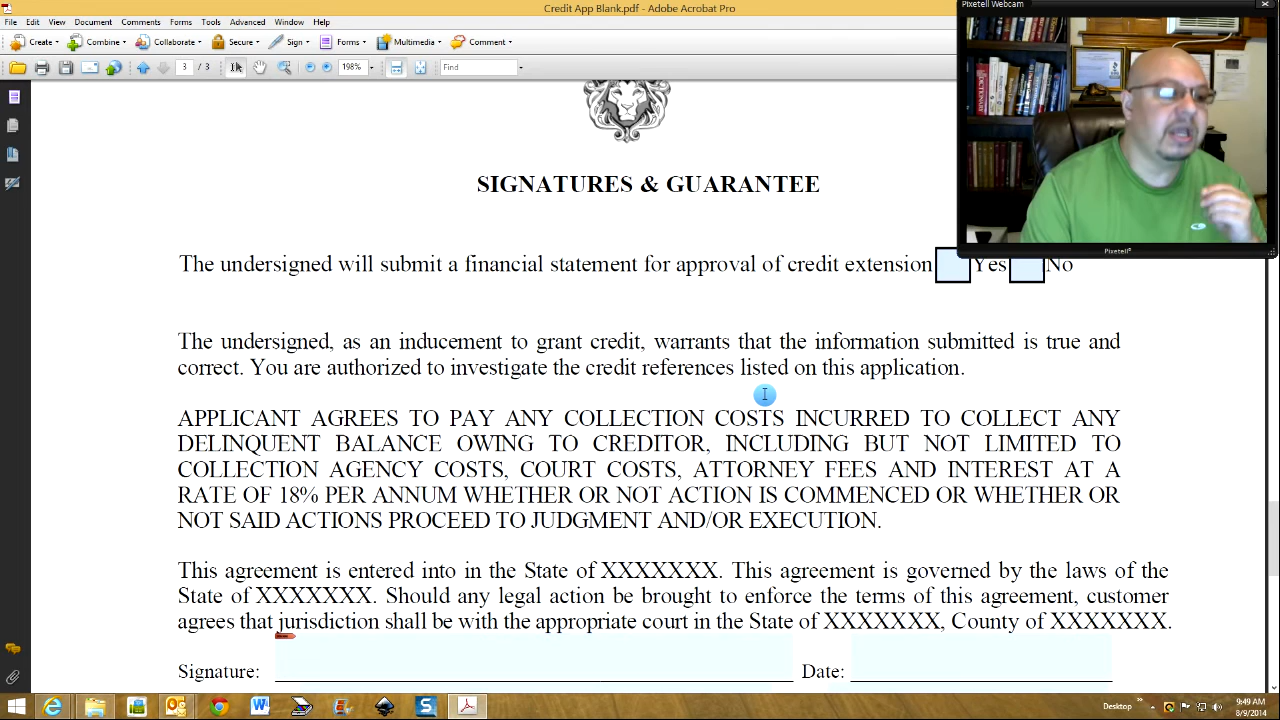 Credit App Blank.pdf - Adobe Acrobat Pro
Pixetell Webcam
File Edit View Document Comments Forms Tools Advanced Window Help
Create Combine Collaborate Secure Sign Forms Multimedia Comment
3 / 3 198% Find
SIGNATURES & GUARANTEE
Pixetell®
The undersigned will submit a financial statement for approval of credit extension Yes No
The undersigned, as an inducement to grant credit, warrants that the information submitted is true and
correct. You are authorized to investigate the credit references listed on this application.
APPLICANT AGREES TO PAY ANY COLLECTION COSTS INCURRED TO COLLECT ANY
DELINQUENT BALANCE OWING TO CREDITOR, INCLUDING BUT NOT LIMITED TO
COLLECTION AGENCY COSTS, COURT COSTS, ATTORNEY FEES AND INTEREST AT A
RATE OF 18% PER ANNUM WHETHER OR NOT ACTION IS COMMENCED OR WHETHER OR
NOT SAID ACTIONS PROCEED TO JUDGMENT AND/OR EXECUTION.
This agreement is entered into in the State of XXXXXXX. This agreement is governed by the laws of the
State of XXXXXXX. Should any legal action be brought to enforce the terms of this agreement, customer
agrees that jurisdiction shall be with the appropriate court in the State of XXXXXXX, County of XXXXXXX.
Signature: Date:
Desktop
9:49 AM
8/9/2014